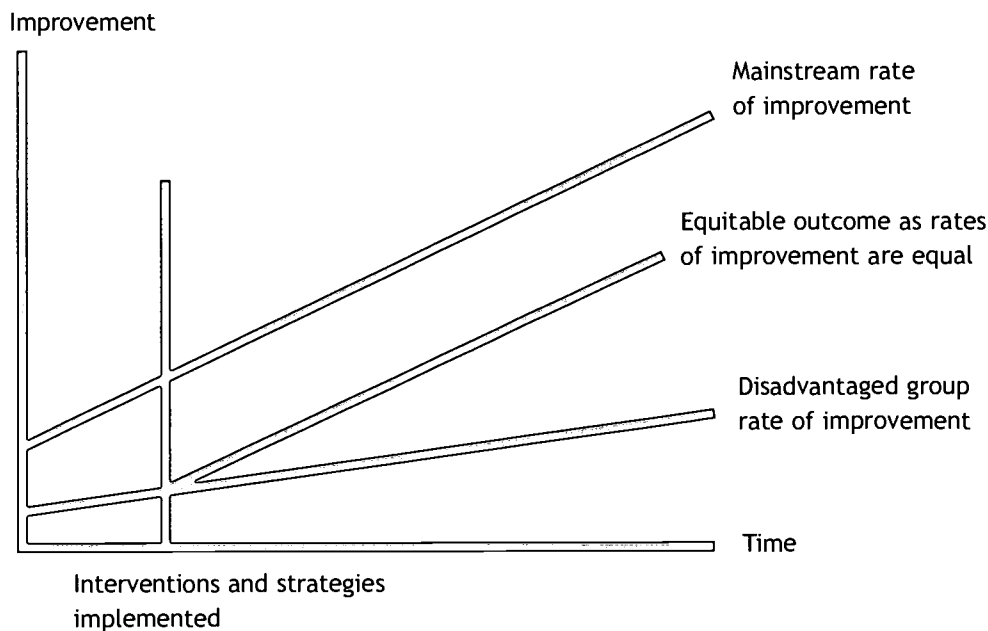 Improvement
Mainstream rate
of improvement
Equitable outcome as rates
of improvement are equal
Disadvantaged group
rate of improvement
Time
Interventions and strategies
implemented